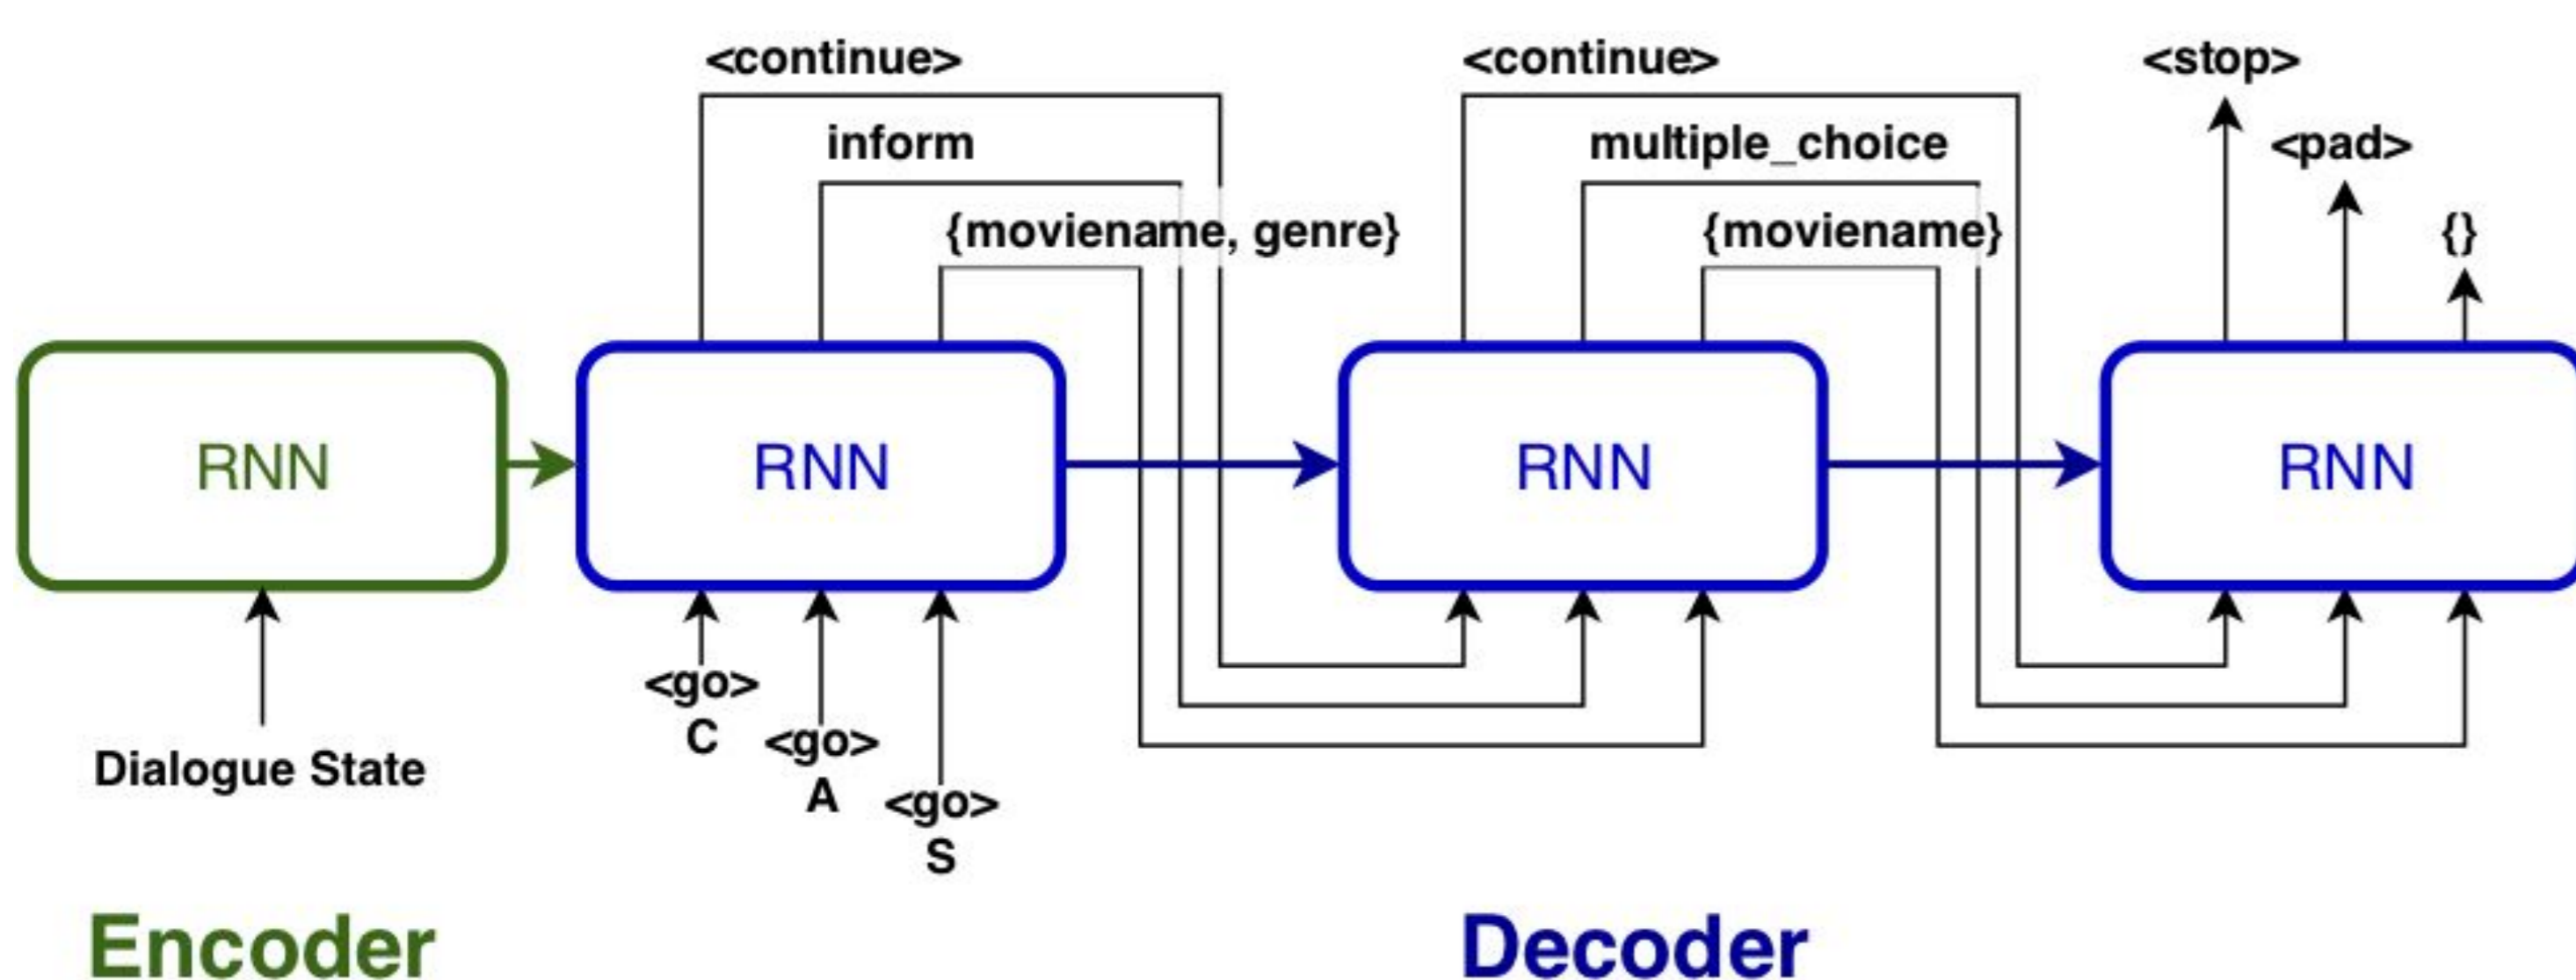 <continue>
<continue>
<stop>
inform
multiple_choice
<pad>
{moviename, genre}
{moviename}
{}
RNN
RNN
RNN
RNN
<go>
C
<go>
A
<go>
S
Dialogue State
Encoder
Decoder